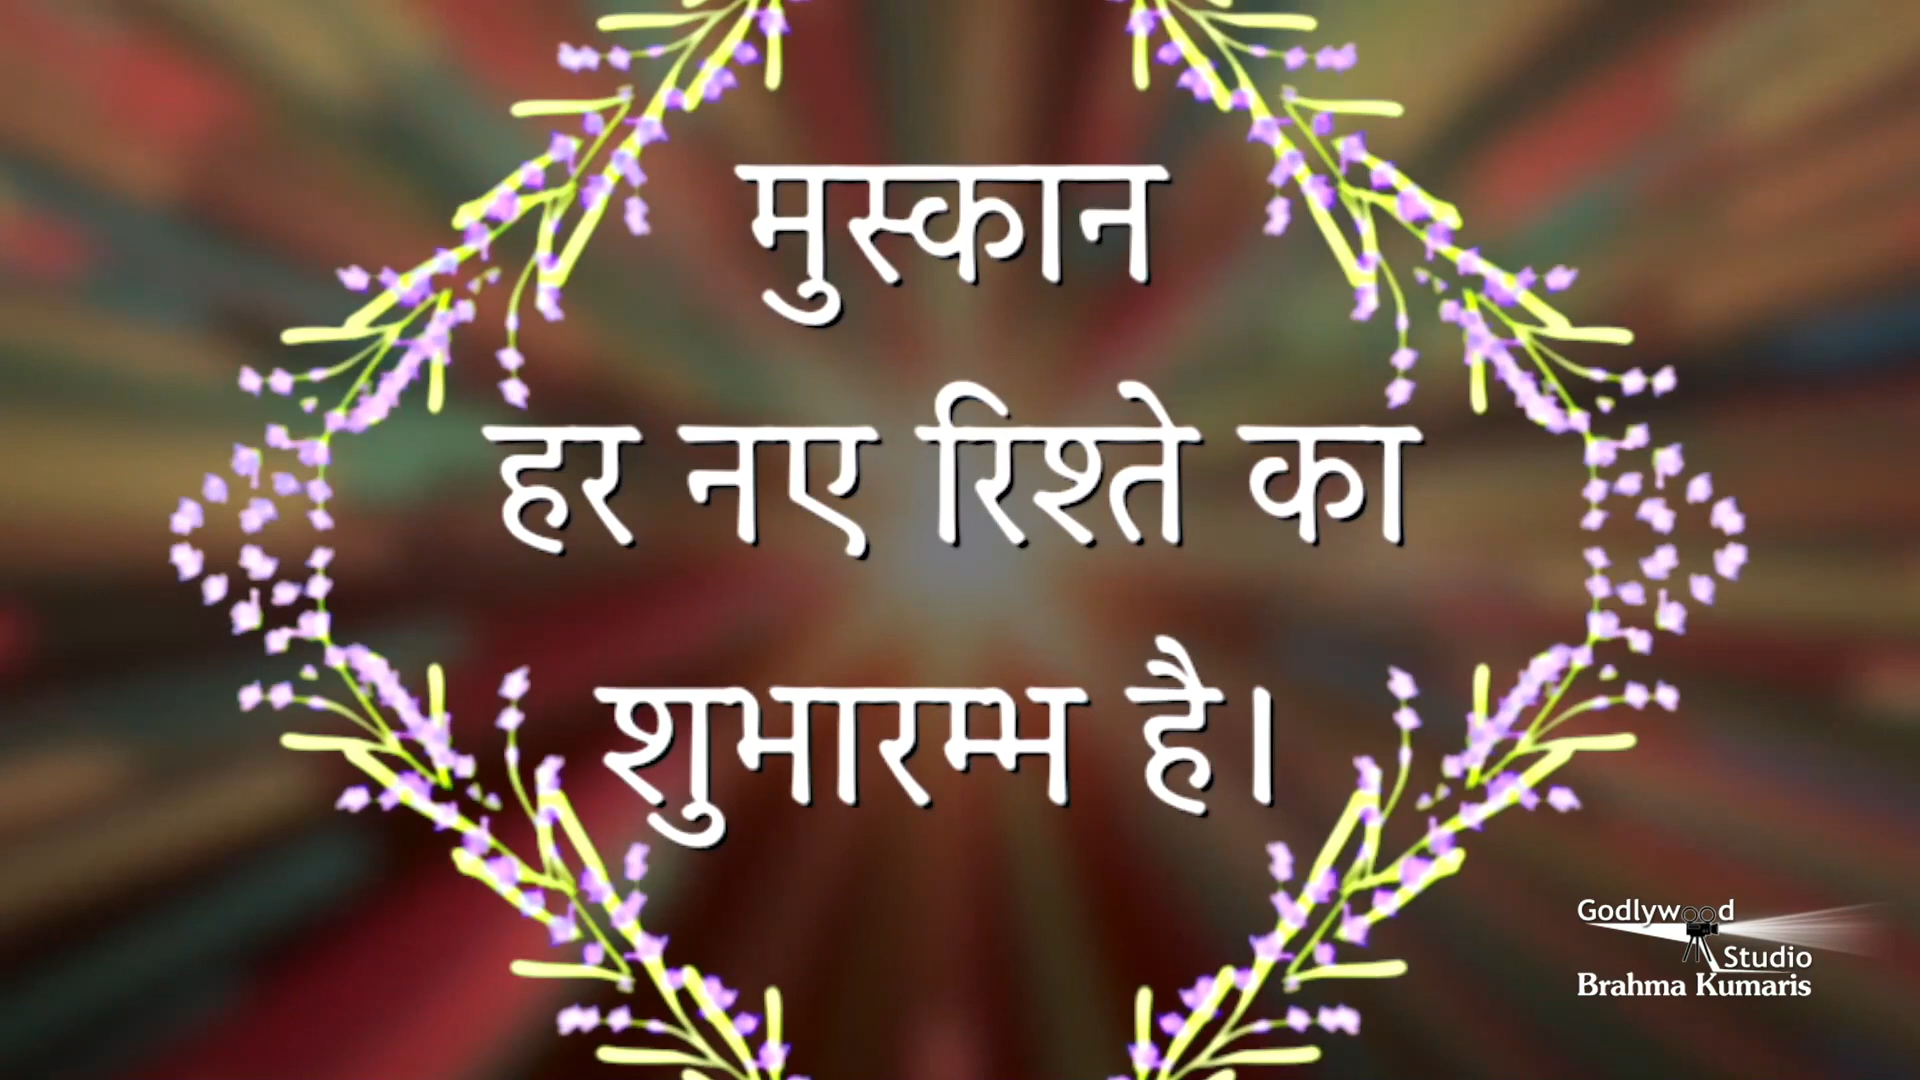 मुस्कान
हर नए रिश्ते का
शुभारम्भ है।
Godlywood
Studio
Brahma Kumaris